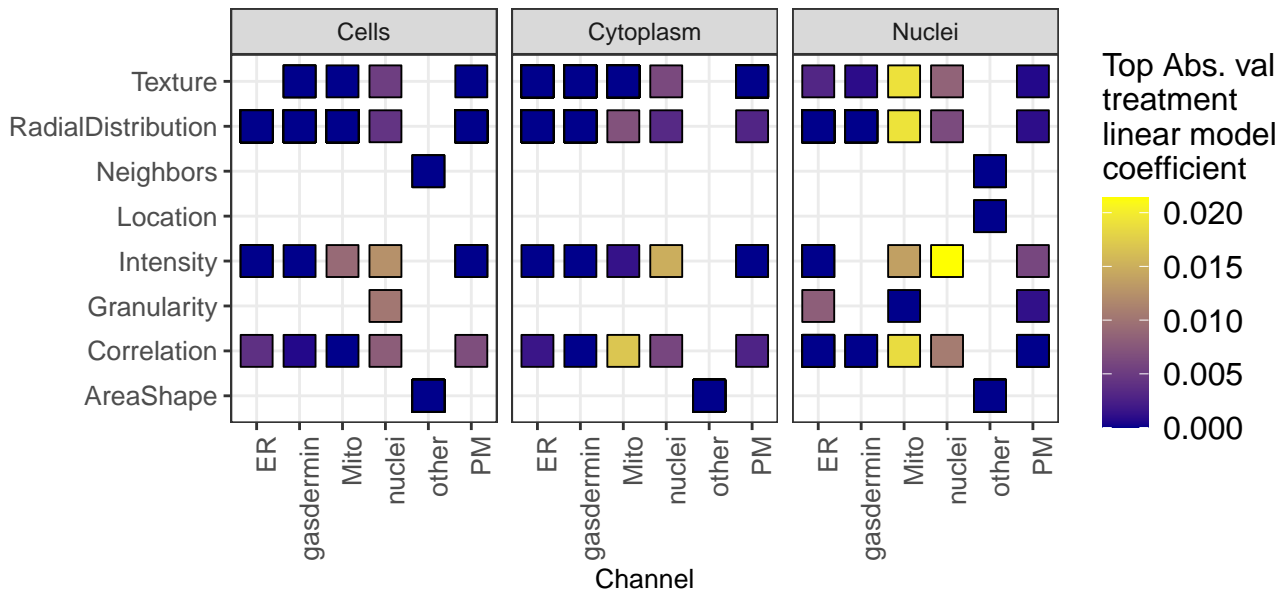 Cells
Cytoplasm
Nuclei
Texture
RadialDistribution
Neighbors
Location
Intensity
Granularity
Correlation
AreaShape
ER
gasdermin
Mito
nuclei
other
PM
ER
gasdermin
Mito
nuclei
other
PM
ER
gasdermin
Mito
nuclei
other
PM
Channel
Top Abs. val
treatment
linear model
coefficient
0.020
0.015
0.010
0.005
0.000